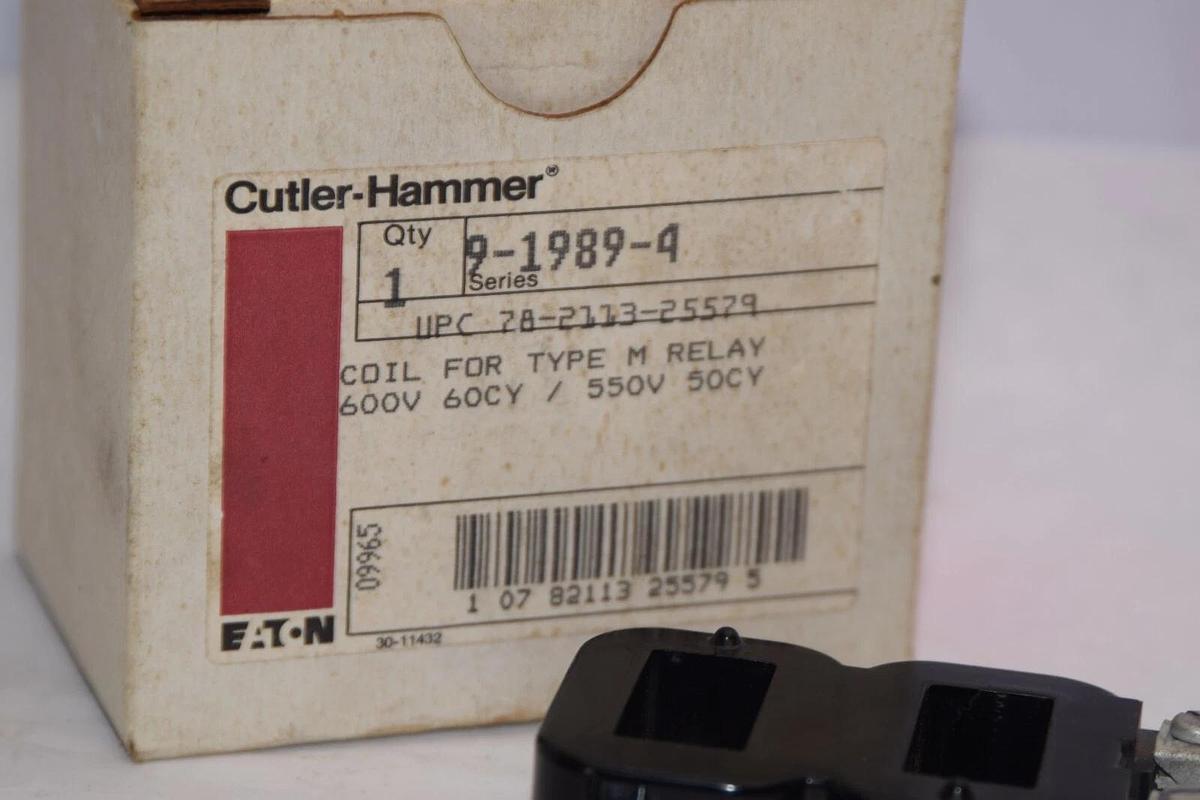 Cutler-Hammer®
Qty 9-1989-4
1 Series
UPC 78-2113-25579
COIL FOR TYPE M RELAY
600V 60CY / 550V 50CY
09965
1 07 82113 25579 5
EATON
30-11432